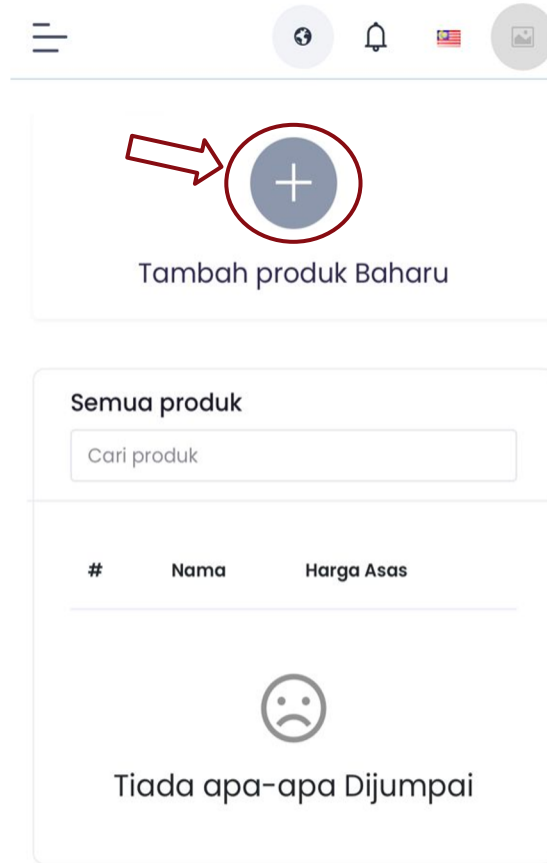 Tambah produk Baharu
Semua produk
Cari produk
# Nama Harga Asas
Tiada apa-apa Dijumpai